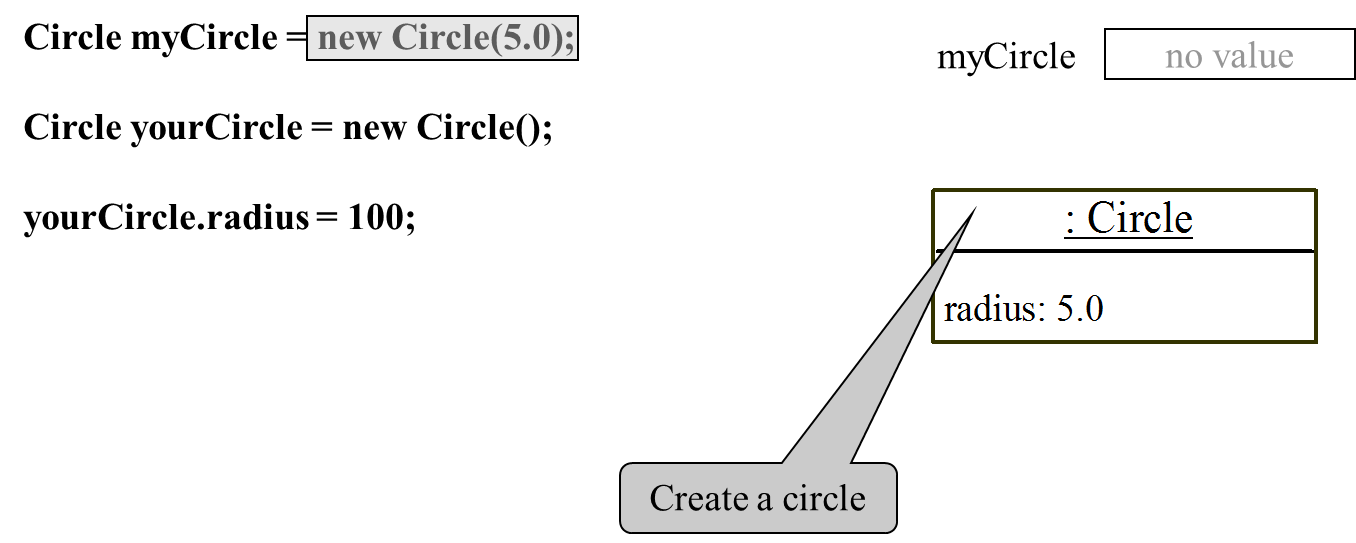 Circle myCircle = new Circle(5.0);
myCircle no value
Circle yourCircle = new Circle();
yourCircle.radius = 100;
: Circle
radius: 5.0
Create a circle